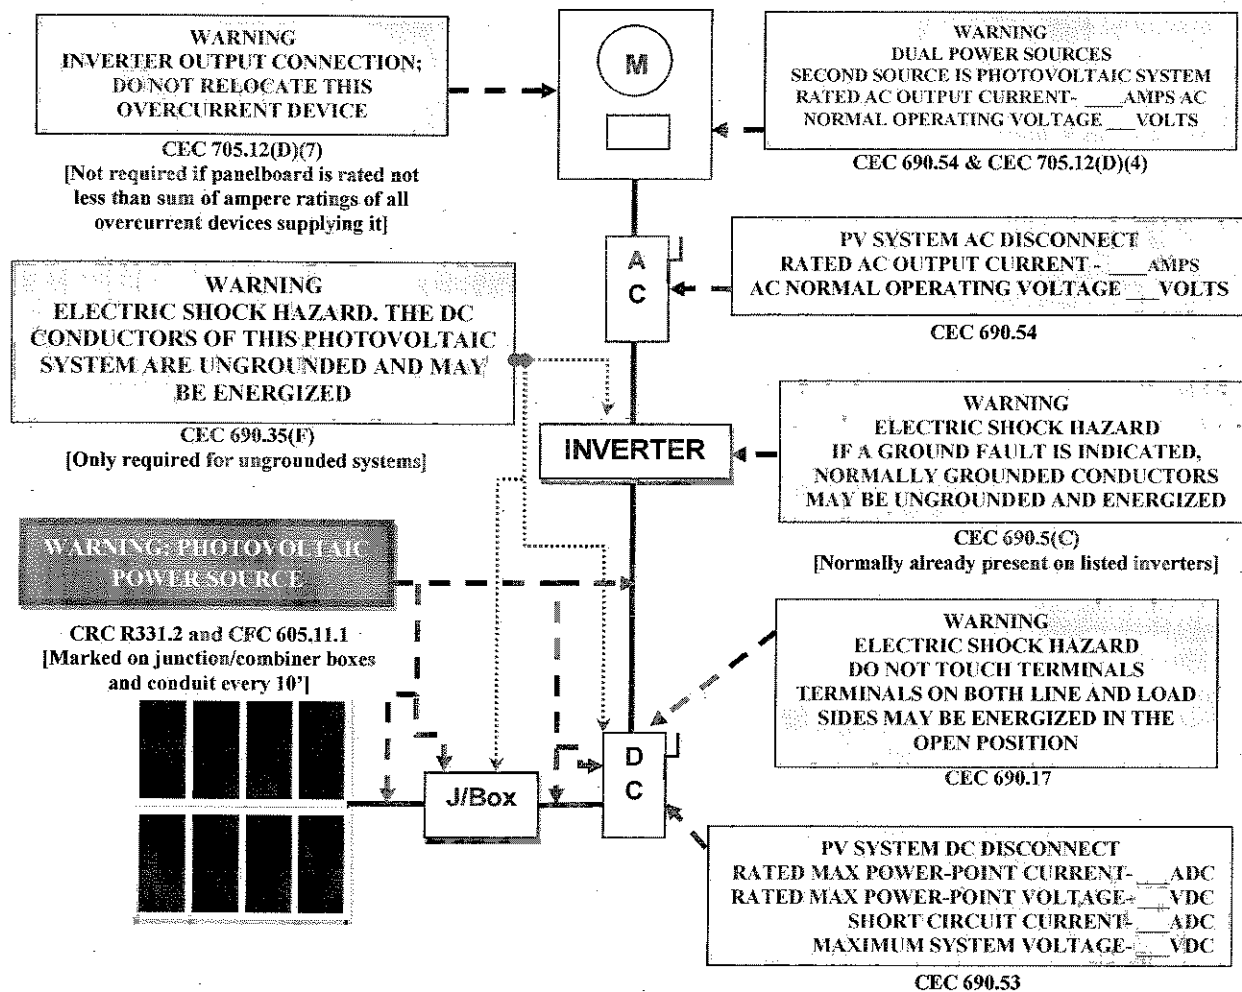 WARNING
INVERTER OUTPUT CONNECTION;
DO NOT RELOCATE THIS
OVERCURRENT DEVICE
CEC 705.12(D)(7)
[Not required if panelboard is rated not
less than sum of ampere ratings of all
overcurrent devices supplying it]
M
WARNING
DUAL POWER SOURCES
SECOND SOURCE IS PHOTOVOLTAIC SYSTEM
RATED AC OUTPUT CURRENT- ____AMPS AC
NORMAL OPERATING VOLTAGE ___VOLTS
CEC 690.54 & CEC 705.12(D)(4)
A
C
PV SYSTEM AC DISCONNECT
RATED AC OUTPUT CURRENT - ____AMPS
AC NORMAL OPERATING VOLTAGE ___VOLTS
CEC 690.54
WARNING
ELECTRIC SHOCK HAZARD. THE DC
CONDUCTORS OF THIS PHOTOVOLTAIC
SYSTEM ARE UNGROUNDED AND MAY
BE ENERGIZED
CEC 690.35(F)
[Only required for ungrounded systems]
INVERTER
WARNING
ELECTRIC SHOCK HAZARD
IF A GROUND FAULT IS INDICATED,
NORMALLY GROUNDED CONDUCTORS
MAY BE UNGROUNDED AND ENERGIZED
CEC 690.5(C)
[Normally already present on listed inverters]
WARNING: PHOTOVOLTAIC
POWER SOURCE
CRC R331.2 and CFC 605.11.1
[Marked on junction/combiner boxes
and conduit every 10']
WARNING
ELECTRIC SHOCK HAZARD
DO NOT TOUCH TERMINALS
TERMINALS ON BOTH LINE AND LOAD
SIDES MAY BE ENERGIZED IN THE
OPEN POSITION
CEC 690.17
J/Box
D
C
PV SYSTEM DC DISCONNECT
RATED MAX POWER-POINT CURRENT- ___ADC
RATED MAX POWER-POINT VOLTAGE- ___VDC
SHORT CIRCUIT CURRENT- ___ADC
MAXIMUM SYSTEM VOLTAGE- ___VDC
CEC 690.53